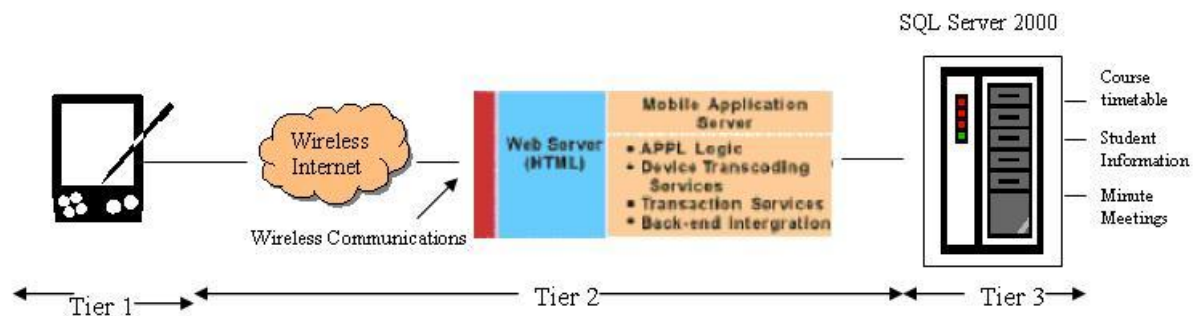 SQL Server 2000
Wireless
Internet
Wireless Communications
Web Server
(HTML)
Mobile Application
Server
▪ APPL Logic
• Device Transcoding
Services
▪ Transaction Services
• Back-end Intergration
Course
timetable
Student
Information
Minute
Meetings
Tier 1
Tier 2
Tier 3